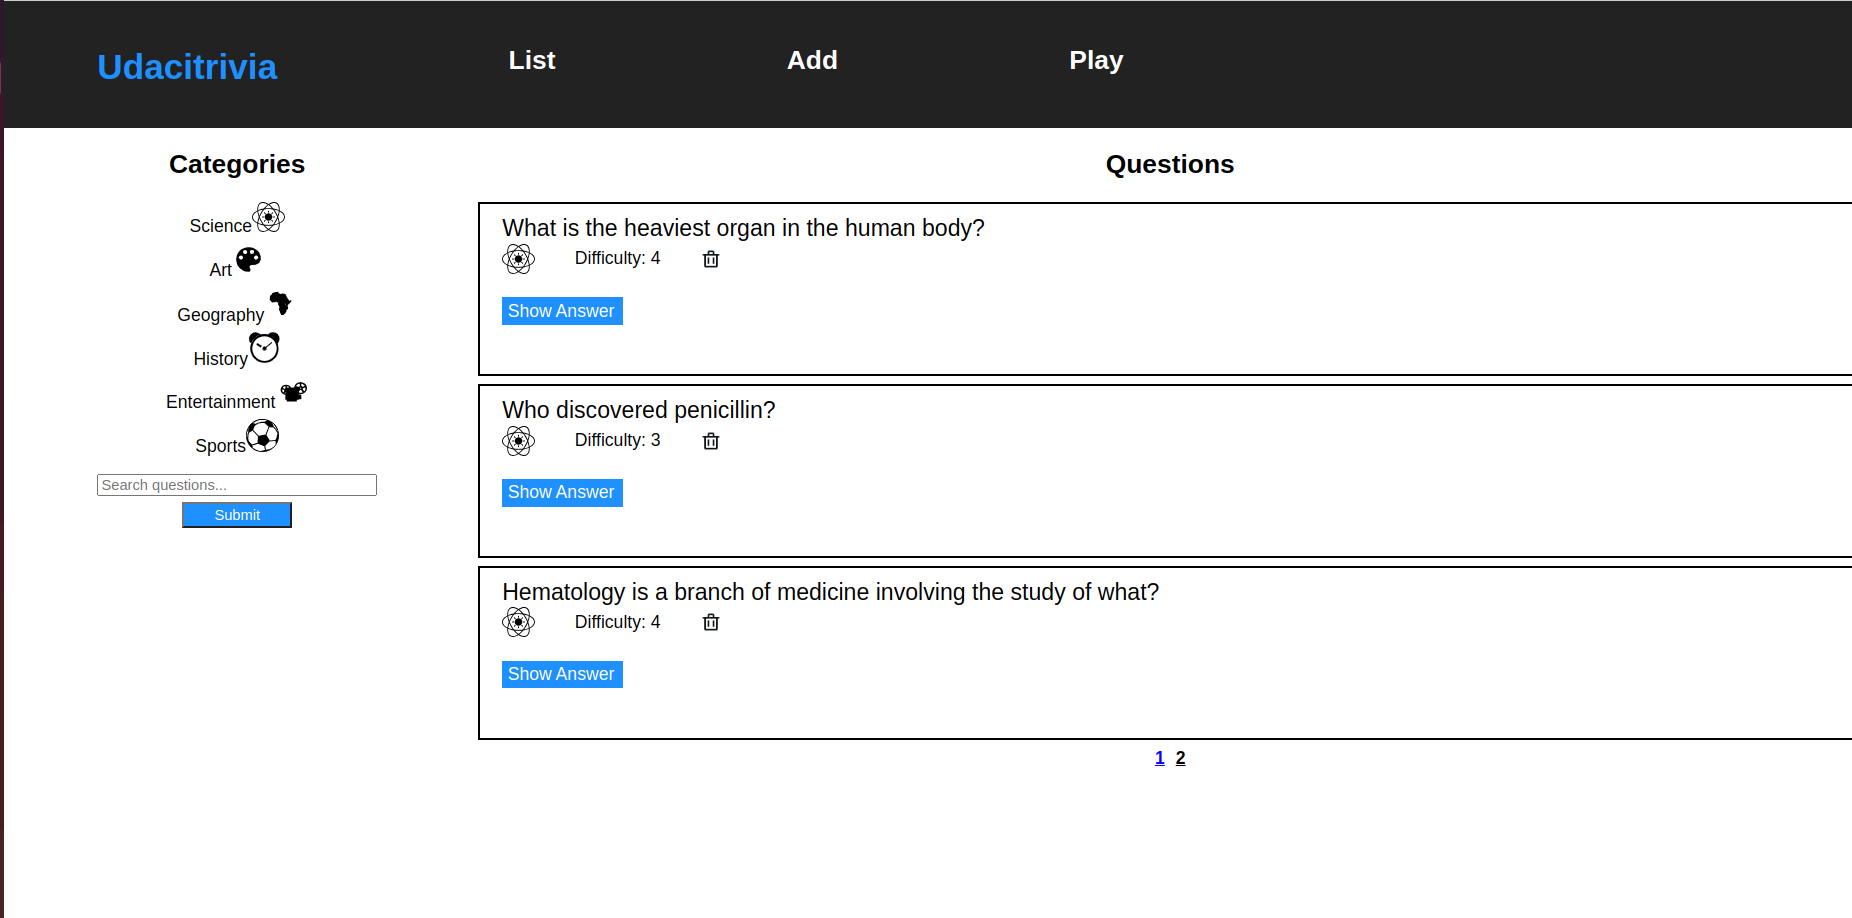 Udacitrivia
List
Add
Play
Categories
Science
Art
Geography
History
Entertainment
Sports
Search questions...
Submit
Questions
What is the heaviest organ in the human body?
Difficulty: 4
Show Answer
Who discovered penicillin?
Difficulty: 3
Show Answer
Hematology is a branch of medicine involving the study of what?
Difficulty: 4
Show Answer
1 2